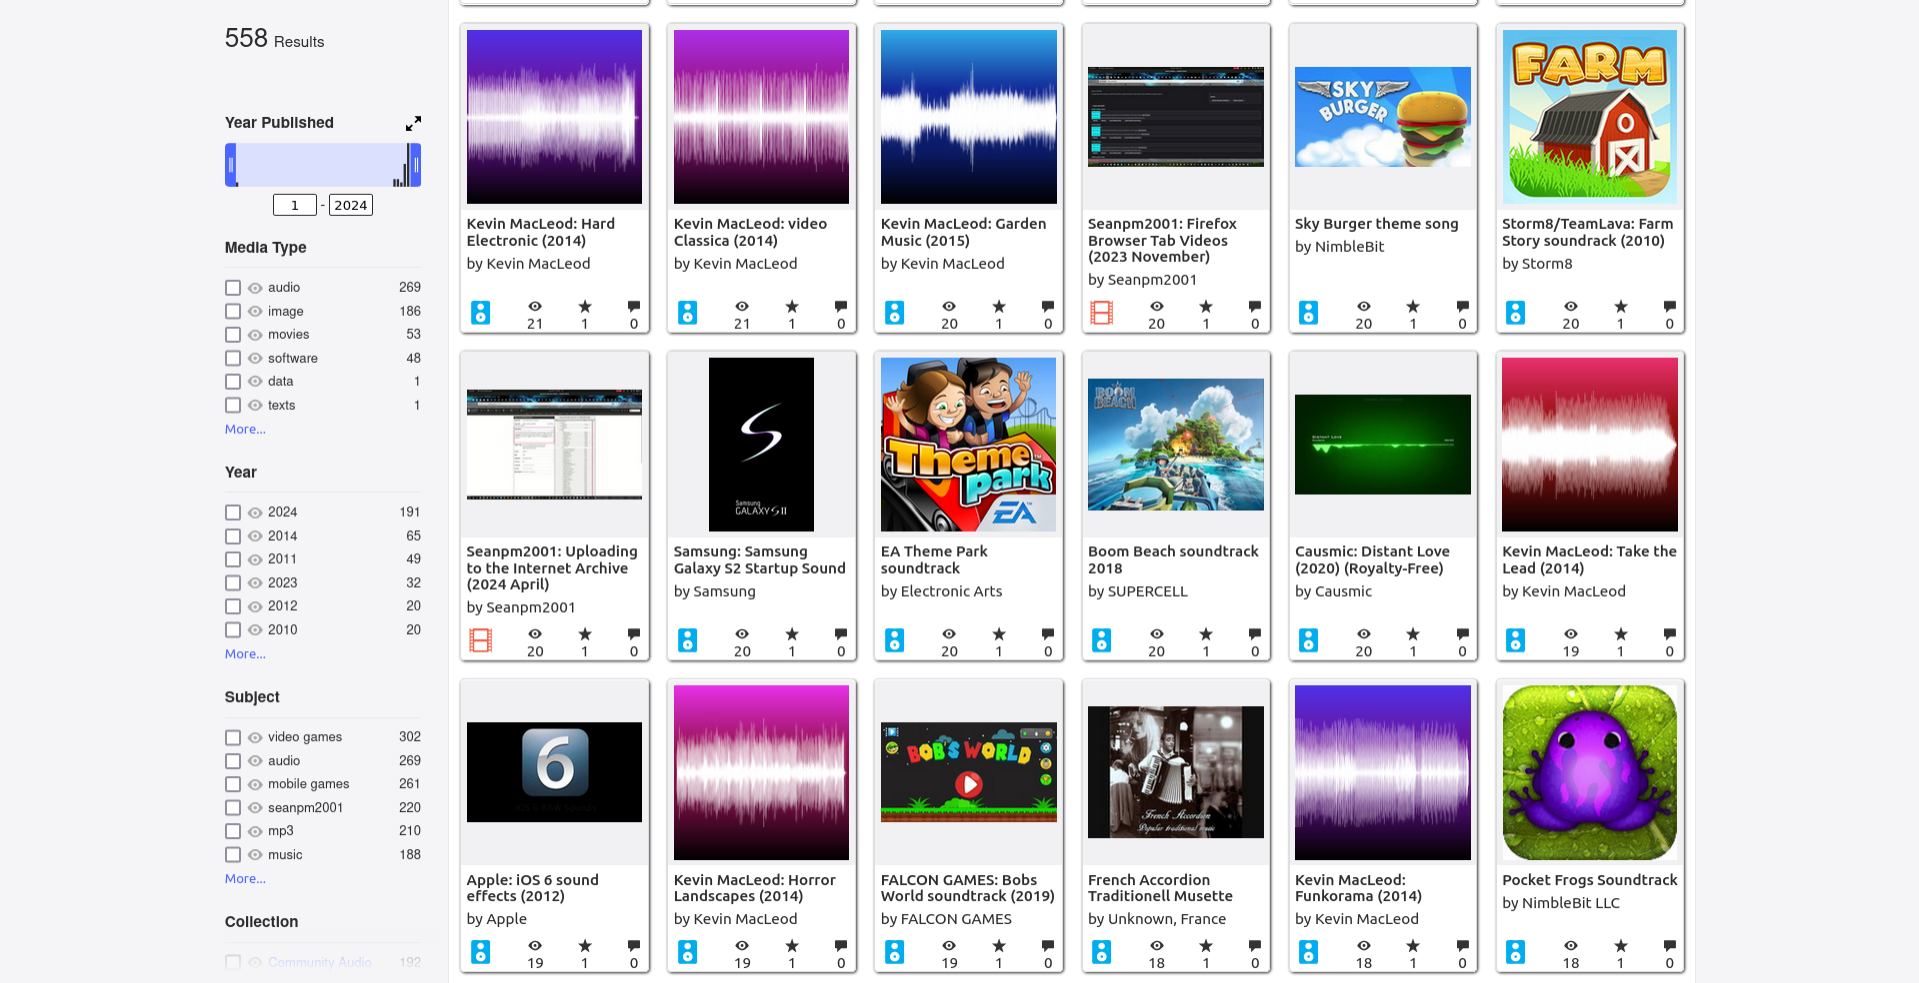 558 Results
Year Published
1 - 2024
Media Type
audio 269
image 186
movies 53
software 48
data 1
texts 1
More...
Year
2024 191
2014 65
2011 49
2023 32
2012 20
2010 20
More...
Subject
video games 302
audio 269
mobile games 261
seanpm2001 220
mp3 210
music 188
More...
Collection
Community Audio 192
Kevin MacLeod: Hard
Electronic (2014)
by Kevin MacLeod
21 1 0
Kevin MacLeod: video
Classica (2014)
by Kevin MacLeod
21 1 0
Kevin MacLeod: Garden
Music (2015)
by Kevin MacLeod
20 1 0
Seanpm2001: Firefox
Browser Tab Videos
(2023 November)
by Seanpm2001
20 1 0
SKY
BURGER
Sky Burger theme song
by NimbleBit
20 1 0
FARM
Storm8/TeamLava: Farm
Story soundrack (2010)
by Storm8
20 1 0
Seanpm2001: Uploading
to the Internet Archive
(2024 April)
by Seanpm2001
20 1 0
S
Samsung
GALAXY S II
Samsung: Samsung
Galaxy S2 Startup Sound
by Samsung
20 1 0
Theme
park
EA
EA Theme Park
soundtrack
by Electronic Arts
20 1 0
BOOM
BEACH
Boom Beach soundtrack
2018
by SUPERCELL
20 1 0
DISTANT LOVE
Causmic: Distant Love
(2020) (Royalty-Free)
by Causmic
20 1 0
Kevin MacLeod: Take the
Lead (2014)
by Kevin MacLeod
19 1 0
6
iOS 6 RAW Sounds
Apple: iOS 6 sound
effects (2012)
by Apple
19 1 0
Kevin MacLeod: Horror
Landscapes (2014)
by Kevin MacLeod
19 1 0
BOB'S WORLD
FALCON GAMES: Bobs
World soundtrack (2019)
by FALCON GAMES
19 1 0
French Accordion
Popular traditional music
French Accordion
Traditionell Musette
by Unknown, France
18 1 0
Kevin MacLeod:
Funkorama (2014)
by Kevin MacLeod
18 1 0
Pocket Frogs Soundtrack
by NimbleBit LLC
18 1 0